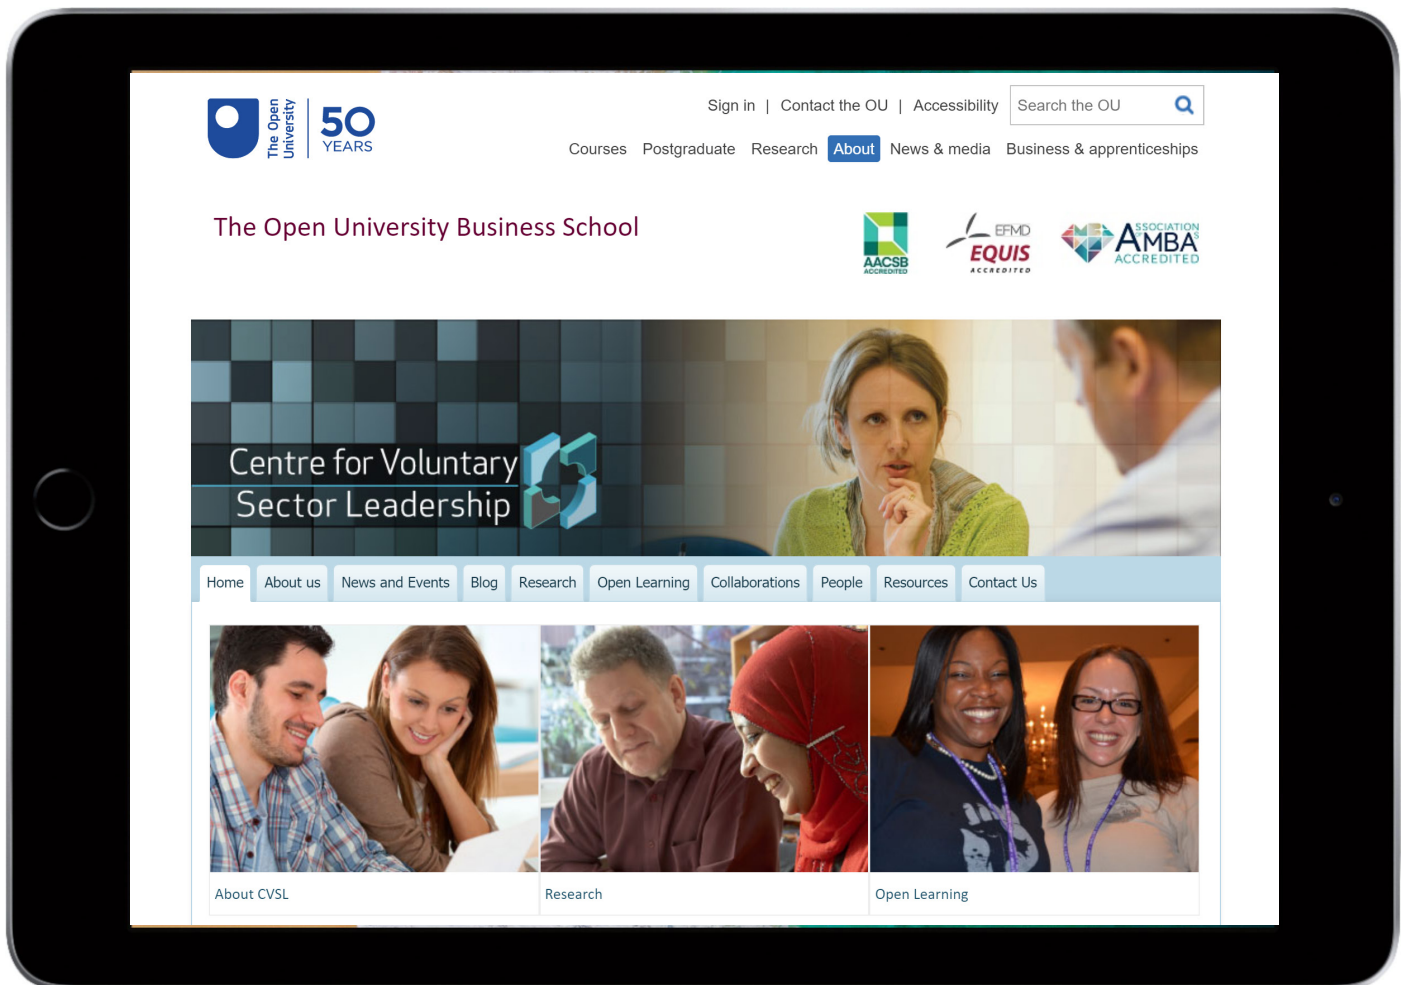 The Open University
50 YEARS
Sign in | Contact the OU | Accessibility
Search the OU
Courses Postgraduate Research About News & media Business & apprenticeships
The Open University Business School
AACSB
ACCREDITED
EFMD
EQUIS
ACCREDITED
ASSOCIATION
OF
AMBA'S
ACCREDITED
Centre for Voluntary
Sector Leadership
Home About us News and Events Blog Research Open Learning Collaborations People Resources Contact Us
About CVSL
Research
Open Learning